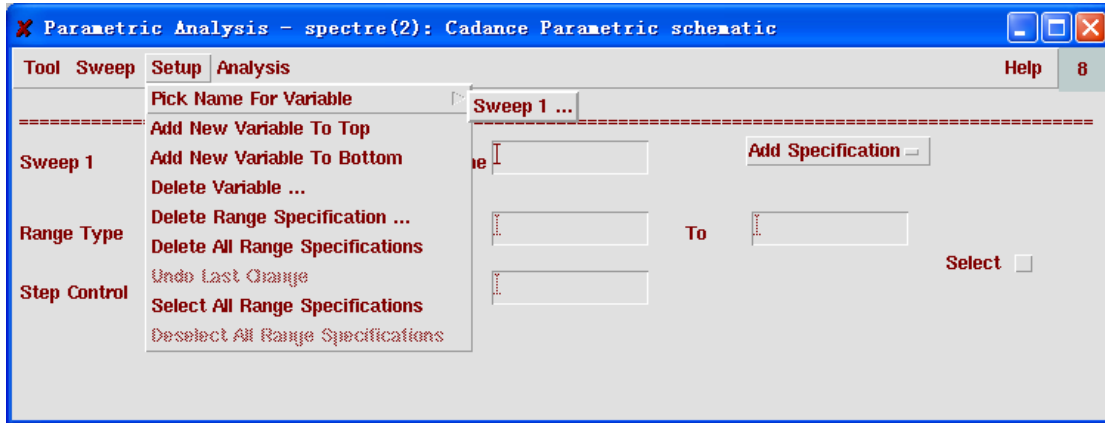 X Parametric Analysis - spectre(2): Cadance Parametric schematic
Tool Sweep Setup Analysis Help 8
Pick Name For Variable
Sweep 1 ...
Add New Variable To Top
Sweep 1
Add New Variable To Bottom
Add Specification
Delete Variable ...
Delete Range Specification ...
Range Type
To
Delete All Range Specifications
Select
Undo Last Change
Step Control
Select All Range Specifications
Deselect All Range Specifications